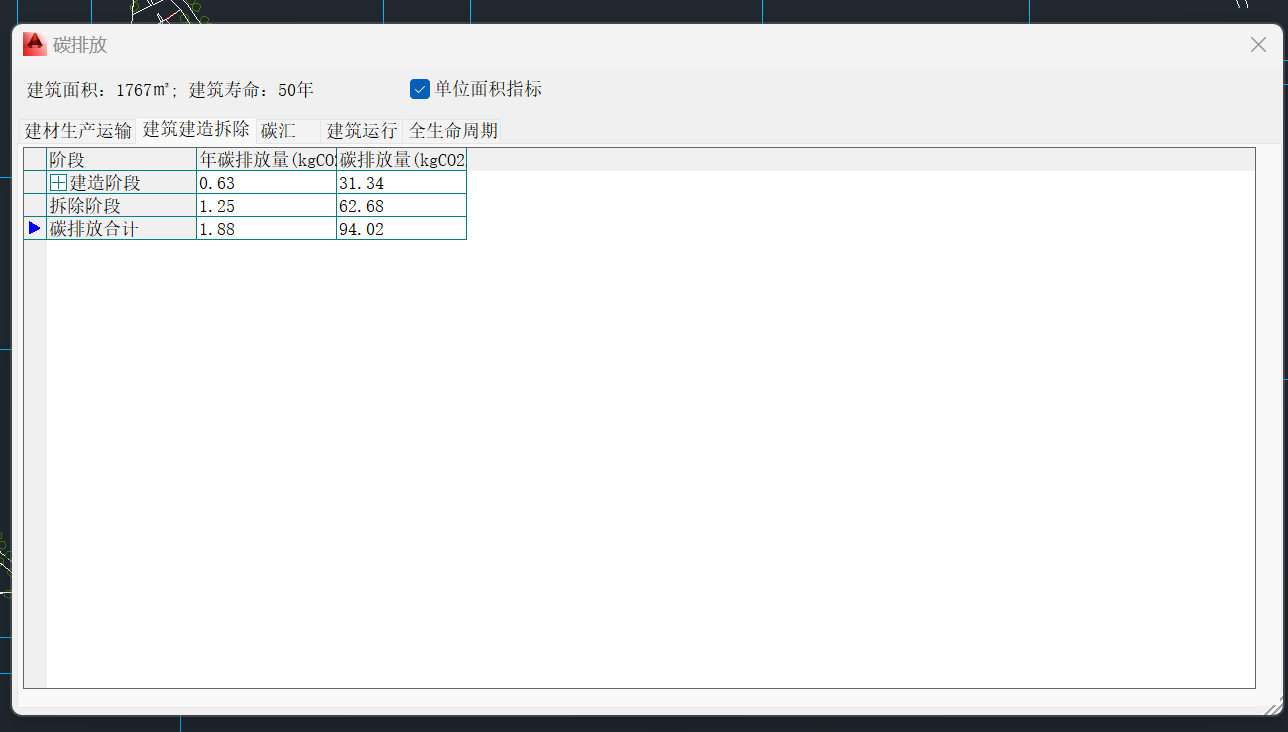 碳排放
建筑面积：1767㎡; 建筑寿命：50年 单位面积指标
建材生产运输 建筑建造拆除 碳汇 建筑运行 全生命周期
阶段 年碳排放量(kgCO2 碳排放量(kgCO2
建造阶段 0.63 31.34
拆除阶段 1.25 62.68
碳排放合计 1.88 94.02